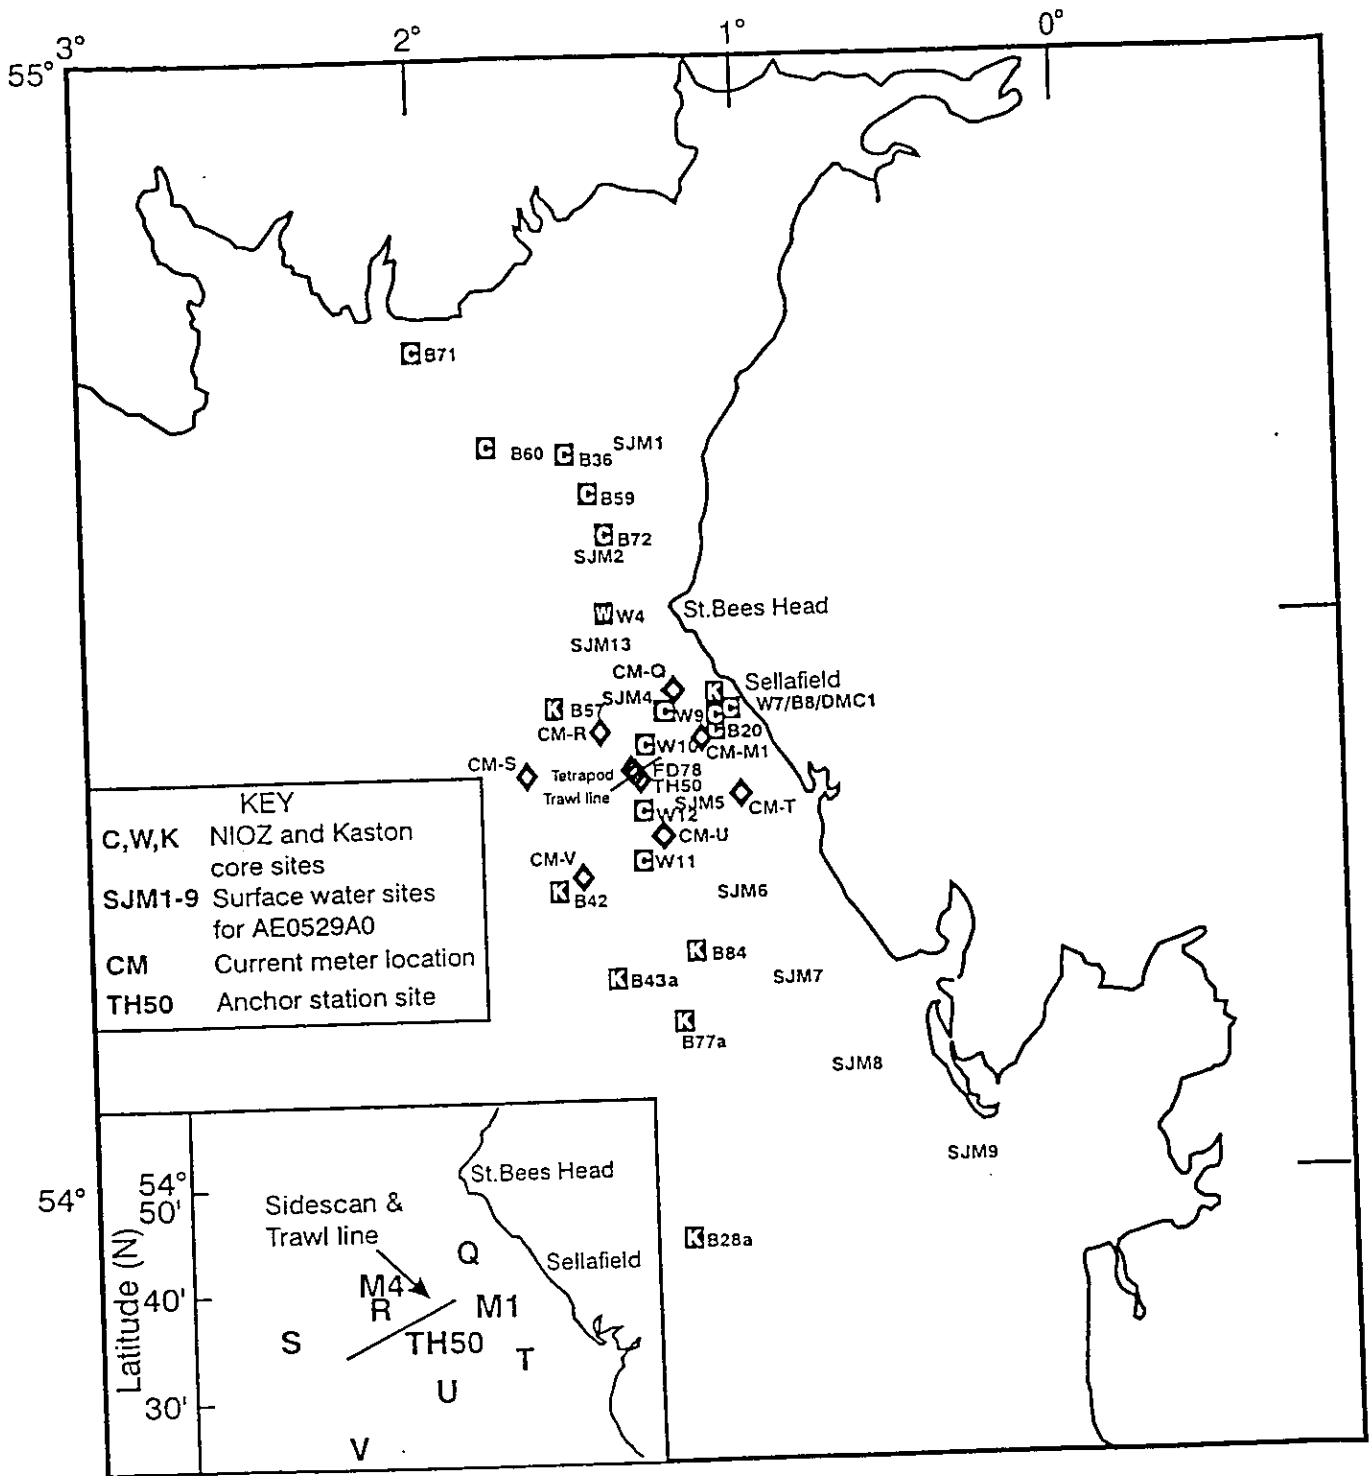 3°
2°
1°
0°
55°
C B71
C B60
C B36
SJM1
C B59
C B72
SJM2
St.Bees Head
W W4
SJM13
CM-Q
K
Sellafield
SJM4
C W9
C
C
W7/B8/DMC1
K B57
C B20
CM-R
C W10
CM-M1
CM-S
Tetrapod
FD78
TH50
Trawl line
SJM5
CM-T
C W12
CM-U
CM-V
C W11
K B42
SJM6
K B84
K B43a
SJM7
K
B77a
SJM8
SJM9
K B28a
54°
KEY
C,W,K NIOZ and Kaston
core sites
SJM1-9 Surface water sites
for AE0529A0
CM Current meter location
TH50 Anchor station site
St.Bees Head
54°
50'
Sidescan &
Trawl line
Q
Sellafield
Latitude (N)
M4
40'
R
M1
S
TH50
T
U
30'
V